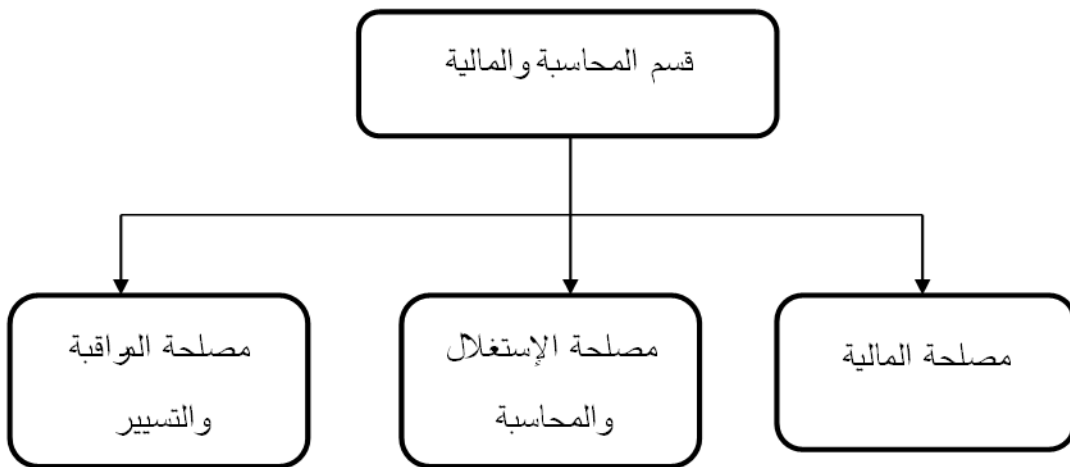 قسم المحاسبة والمالية
مصلحة المالية
مصلحة الإستغلال
والمحاسبة
مصلحة المراقبة
والتسيير